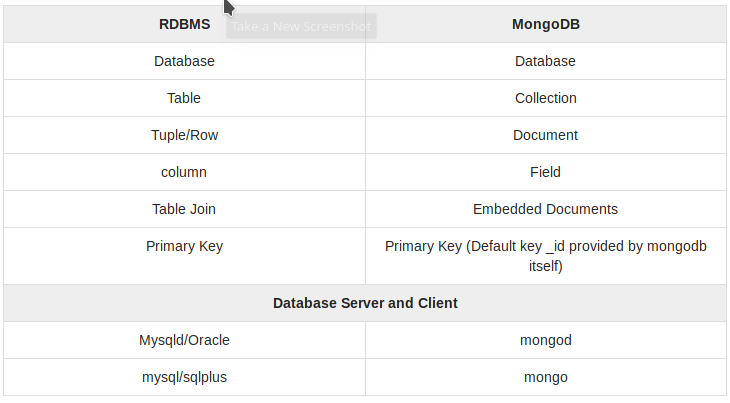 RDBMS MongoDB
Take a New Screenshot
Database Database
Table Collection
Tuple/Row Document
column Field
Table Join Embedded Documents
Primary Key Primary Key (Default key _id provided by mongodb
itself)
Database Server and Client
Mysqld/Oracle mongod
mysql/sqlplus mongo